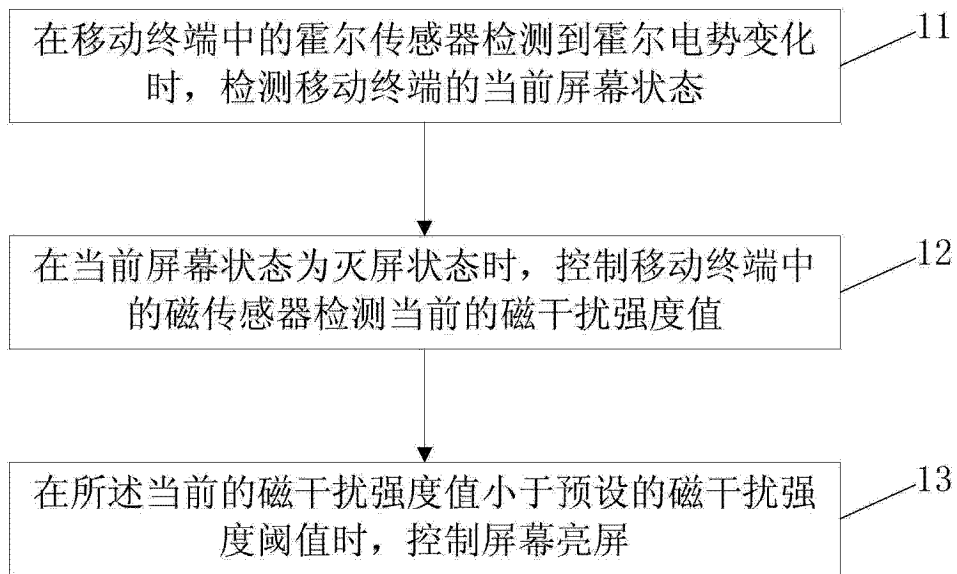 在移动终端中的霍尔传感器检测到霍尔电势变化
时，检测移动终端的当前屏幕状态
11
在当前屏幕状态为灭屏状态时，控制移动终端中
的磁传感器检测当前的磁干扰强度值
12
在所述当前的磁干扰强度值小于预设的磁干扰强
度阈值时，控制屏幕亮屏
13